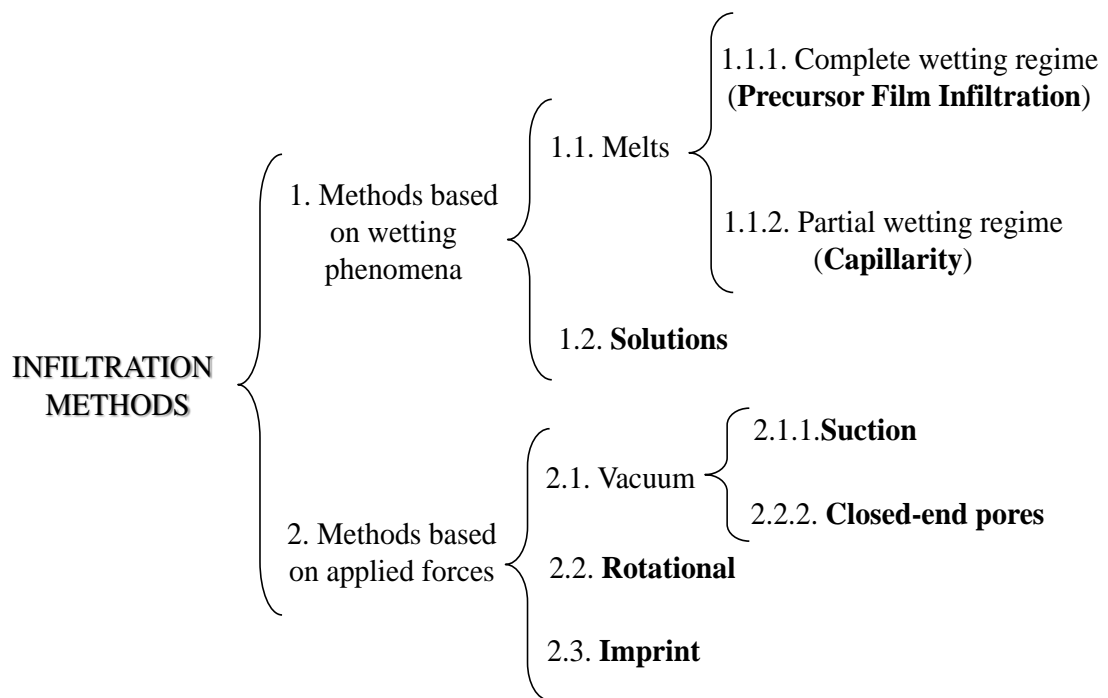 INFILTRATION
METHODS
1. Methods based
on wetting
phenomena
1.1. Melts
1.1.1. Complete wetting regime
(Precursor Film Infiltration)
1.1.2. Partial wetting regime
(Capillarity)
1.2. Solutions
2. Methods based
on applied forces
2.1. Vacuum
2.1.1.Suction
2.2.2. Closed-end pores
2.2. Rotational
2.3. Imprint